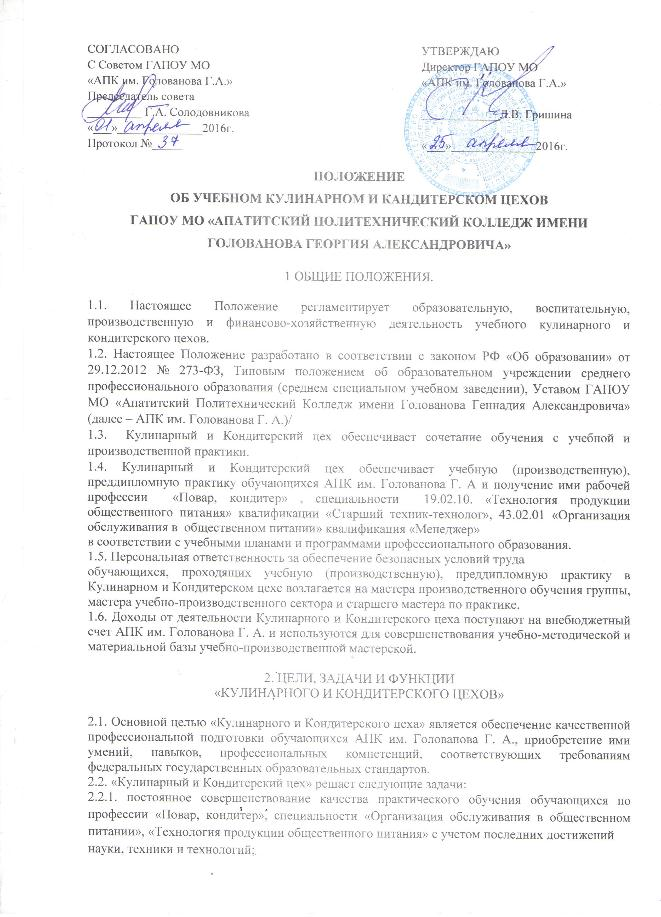 СОГЛАСОВАНО
С Советом ГАПОУ МО
«АПК им. Голованова Г.А.»
Председатель совета
Г.А. Солодовникова
«01» апреля 2016г.
Протокол № 37
УТВЕРЖДАЮ
Директор ГАПОУ МО
«АПК им. Голованова Г.А.»
Л.В. Гришина
«25» апреля 2016г.
ПОЛОЖЕНИЕ
ОБ УЧЕБНОМ КУЛИНАРНОМ И КАНДИТЕРСКОМ ЦЕХОВ
ГАПОУ МО «АПАТИТСКИЙ ПОЛИТЕХНИЧЕСКИЙ КОЛЛЕДЖ ИМЕНИ
ГОЛОВАНОВА ГЕОРГИЯ АЛЕКСАНДРОВИЧА»
1 ОБЩИЕ ПОЛОЖЕНИЯ.
1.1. Настоящее Положение регламентирует образовательную, воспитательную,
производственную и финансово-хозяйственную деятельность учебного кулинарного и
кондитерского цехов.
1.2. Настоящее Положение разработано в соответствии с законом РФ «Об образовании» от
29.12.2012 № 273-ФЗ, Типовым положением об образовательном учреждении среднего
профессионального образования (среднем специальном учебном заведении), Уставом ГАПОУ
МО «Апатитский Политехнический Колледж имени Голованова Геннадия Александровича»
(далее – АПК им. Голованова Г. А.)/
1.3. Кулинарный и Кондитерский цех обеспечивает сочетание обучения с учебной и
производственной практики.
1.4. Кулинарный и Кондитерский цех обеспечивает учебную (производственную),
преддипломную практику обучающихся АПК им. Голованова Г. А и получение ими рабочей
профессии «Повар, кондитер» , специальности 19.02.10. «Технология продукции
общественного питания» квалификации «Старший техник-технолог», 43.02.01 «Организация
обслуживания в общественном питании» квалификация «Менеджер»
в соответствии с учебными планами и программами профессионального образования.
1.5. Персональная ответственность за обеспечение безопасных условий труда
обучающихся, проходящих учебную (производственную), преддипломную практику в
Кулинарном и Кондитерском цехе возлагается на мастера производственного обучения группы,
мастера учебно-производственного сектора и старшего мастера по практике.
1.6. Доходы от деятельности Кулинарного и Кондитерского цеха поступают на внебюджетный
счет АПК им. Голованова Г. А. и используются для совершенствования учебно-методической и
материальной базы учебно-производственной мастерской.
2. ЦЕЛИ, ЗАДАЧИ И ФУНКЦИИ
«КУЛИНАРНОГО И КОНДИТЕРСКОГО ЦЕХОВ»
2.1. Основной целью «Кулинарного и Кондитерского цеха» является обеспечение качественной
профессиональной подготовки обучающихся АПК им. Голованова Г. А., приобретение ими
умений, навыков, профессиональных компетенций, соответствующих требованиям
федеральных государственных образовательных стандартов.
2.2. «Кулинарный и Кондитерский цех» решает следующие задачи:
2.2.1. постоянное совершенствование качества практического обучения обучающихся по
профессии «Повар, кондитер», специальности «Организация обслуживания в общественном
питании», «Технология продукции общественного питания» с учетом последних достижений
науки, техники и технологий;